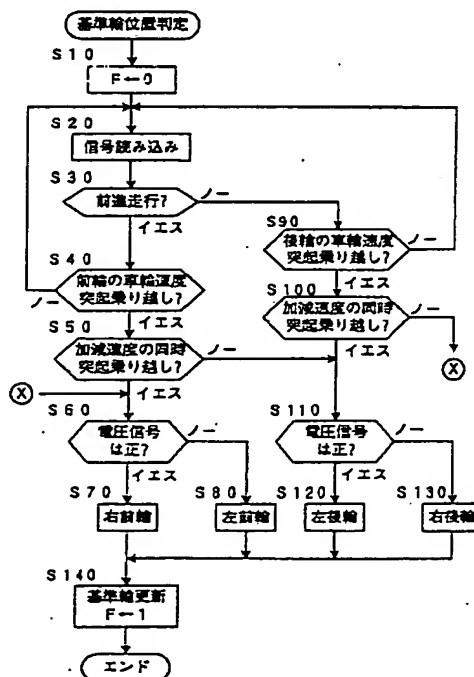 基準輪位置判定
S10
F←0
S20
信号読み込み
S30
前進走行?
ノー
イエス
S90
後輪の車輪速度
突起乗り越し?
ノー
イエス
S40
前輪の車輪速度
突起乗り越し?
ノー
イエス
S100
加減速度の同時
突起乗り越し?
ノー
イエス
X
S50
加減速度の同時
突起乗り越し?
ノー
イエス
X
S60
電圧信号
は正?
ノー
イエス
S110
電圧信号
は正?
ノー
イエス
S70
右前輪
S80
左前輪
S120
左後輪
S130
右後輪
S140
基準輪更新
F←1
エンド